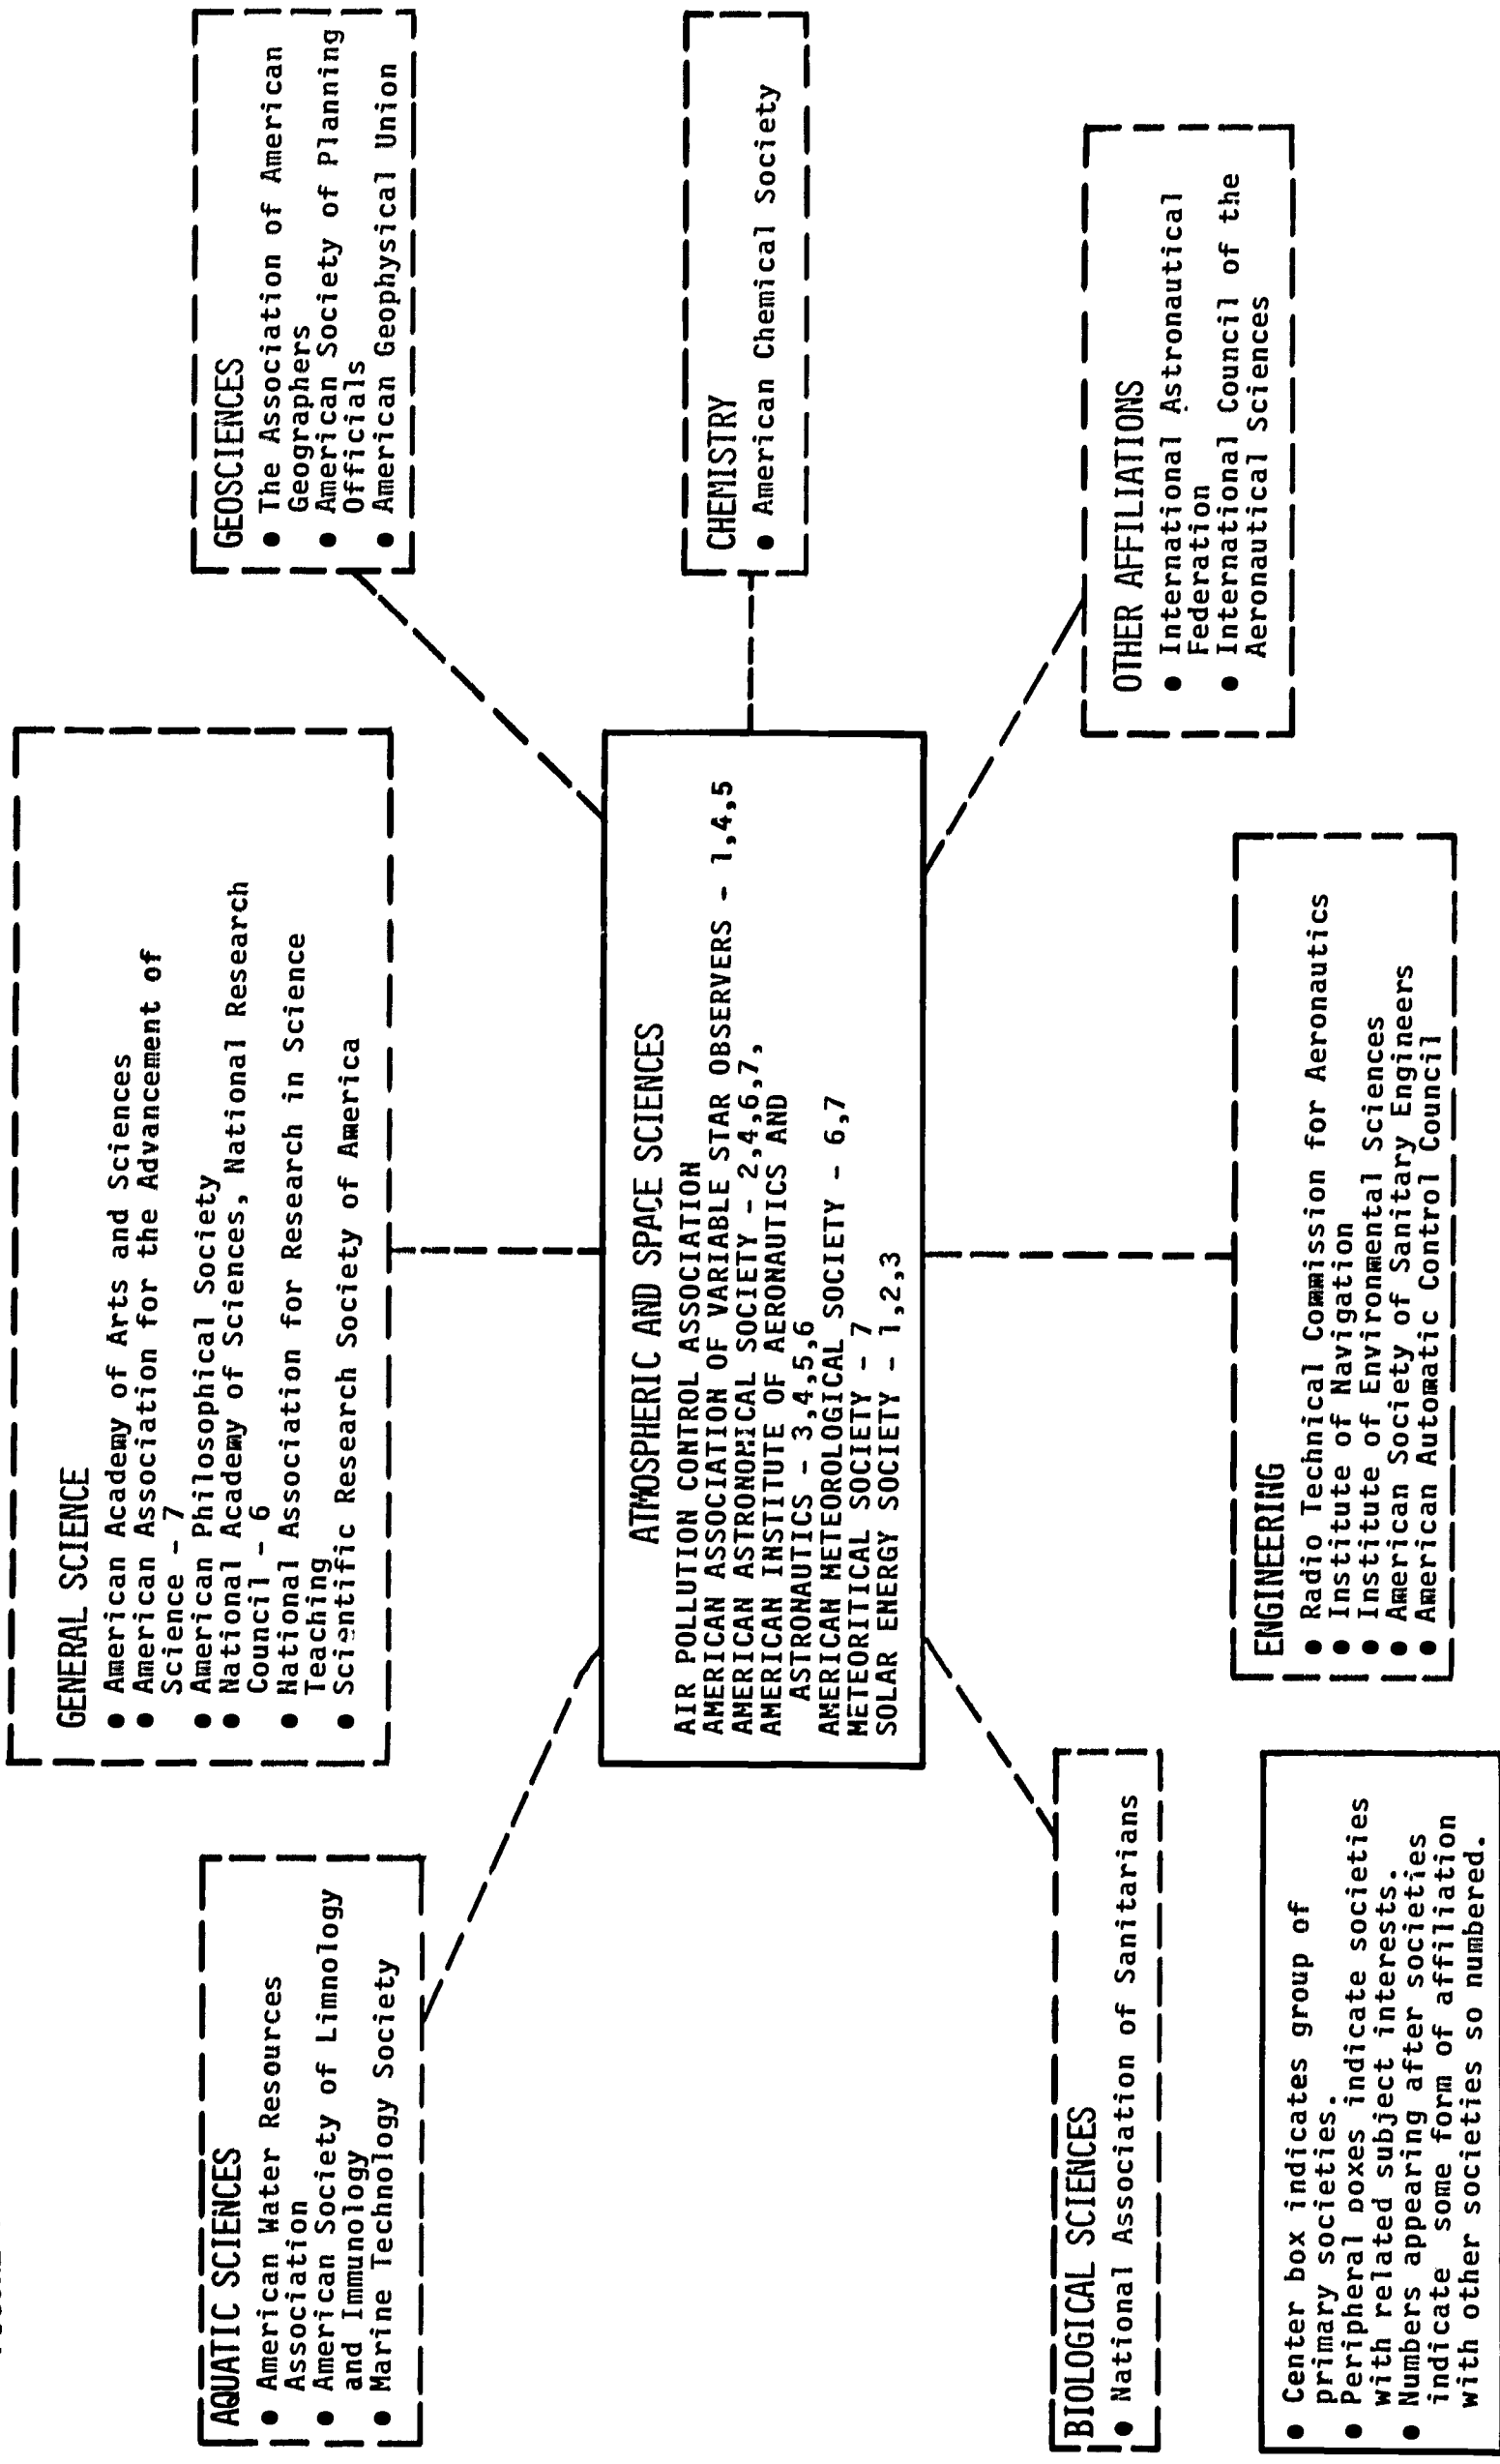 AQUATIC SCIENCES
● American Water Resources
Association
● American Society of Limnology
and Immunology
● Marine Technology Society
GENERAL SCIENCE
● American Academy of Arts and Sciences
● American Association for the Advancement of
Science - 7
● American Philosophical Society
● National Academy of Sciences, National Research
Council - 6
● National Association for Research in Science
Teaching
● Scientific Research Society of America
GEOSCIENCES
● The Association of American
Geographers
● American Society of Planning
Officials
● American Geophysical Union
ATMOSPHERIC AND SPACE SCIENCES
AIR POLLUTION CONTROL ASSOCIATION
AMERICAN ASSOCIATION OF VARIABLE STAR OBSERVERS - 1,4,5
AMERICAN ASTRONOMICAL SOCIETY - 2,4,6,7,
AMERICAN INSTITUTE OF AERONAUTICS AND
ASTRONAUTICS - 3,4,5,6
AMERICAN METEOROLOGICAL SOCIETY - 6,7
METEORITICAL SOCIETY - 7
SOLAR ENERGY SOCIETY - 1,2,3
CHEMISTRY
● American Chemical Society
BIOLOGICAL SCIENCES
● National Association of Sanitarians
ENGINEERING
● Radio Technical Commission for Aeronautics
● Institute of Navigation
● Institute of Environmental Sciences
● American Society of Sanitary Engineers
● American Automatic Control Council
OTHER AFFILIATIONS
● International Astronautical
Federation
● International Council of the
Aeronautical Sciences
● Center box indicates group of
primary societies.
● Peripheral boxes indicate societies
with related subject interests.
● Numbers appearing after societies
indicate some form of affiliation
with other societies so numbered.